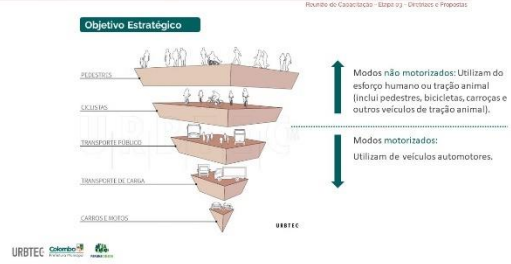 Reunião de Capacitação - Etapa 03 - Diretrizes e Propostas
Objetivo Estratégico
PEDESTRES
CICLISTAS
TRANSPORTE PÚBLICO
TRANSPORTE DE CARGA
CARROS E MOTOS
Modos não motorizados: Utilizam do
esforço humano ou tração animal
(inclui pedestres, bicicletas, carroças e
outros veículos de tração animal).
Modos motorizados:
Utilizam de veículos automotores.
URBTEC
URBTEC
Colombo